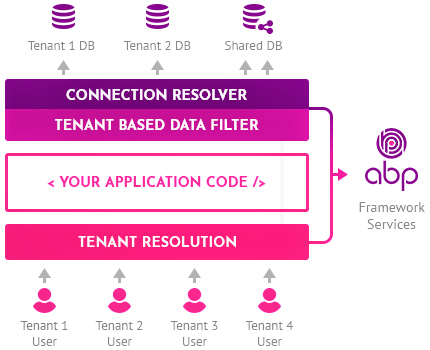 Tenant 1 DB
Tenant 2 DB
Shared DB
CONNECTION RESOLVER
TENANT BASED DATA FILTER
< YOUR APPLICATION CODE />
TENANT RESOLUTION
abp
Framework
Services
Tenant 1
User
Tenant 2
User
Tenant 3
User
Tenant 4
User